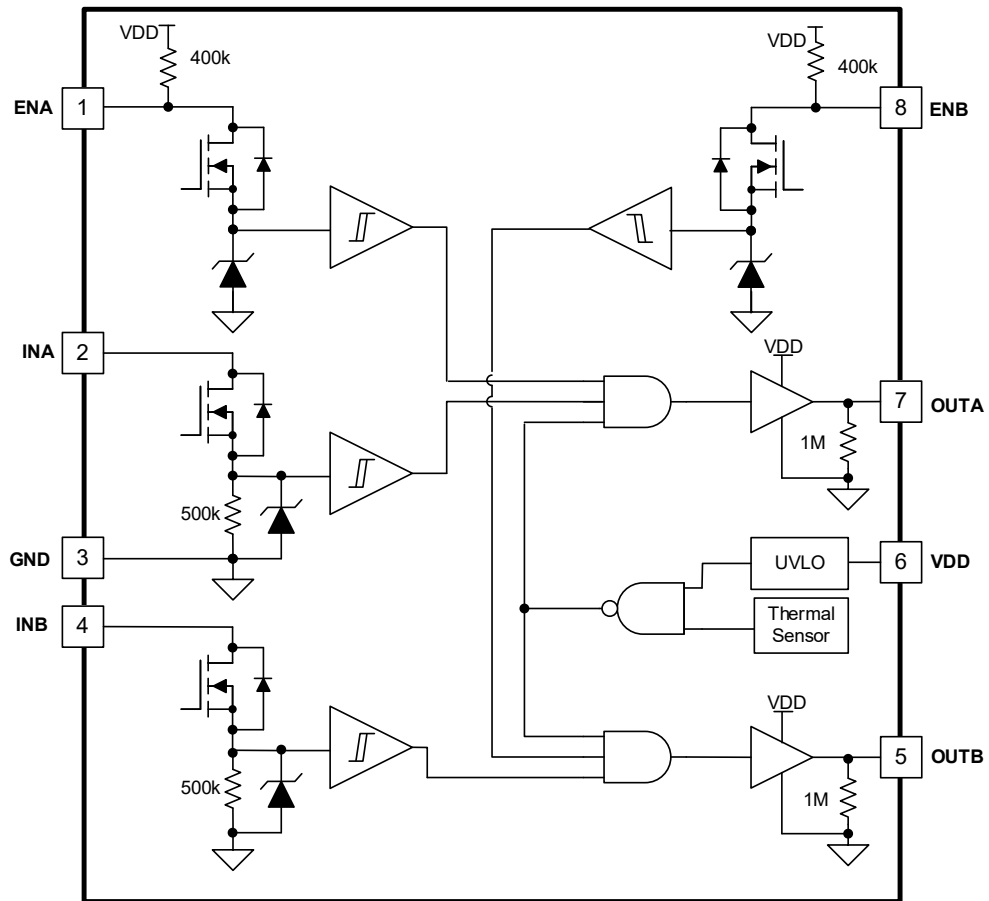 VDD
400k
VDD
400k
ENA
1
8
ENB
INA
2
VDD
7
OUTA
1M
500k
GND
3
UVLO
6
VDD
INB
4
Thermal
Sensor
VDD
5
OUTB
500k
1M